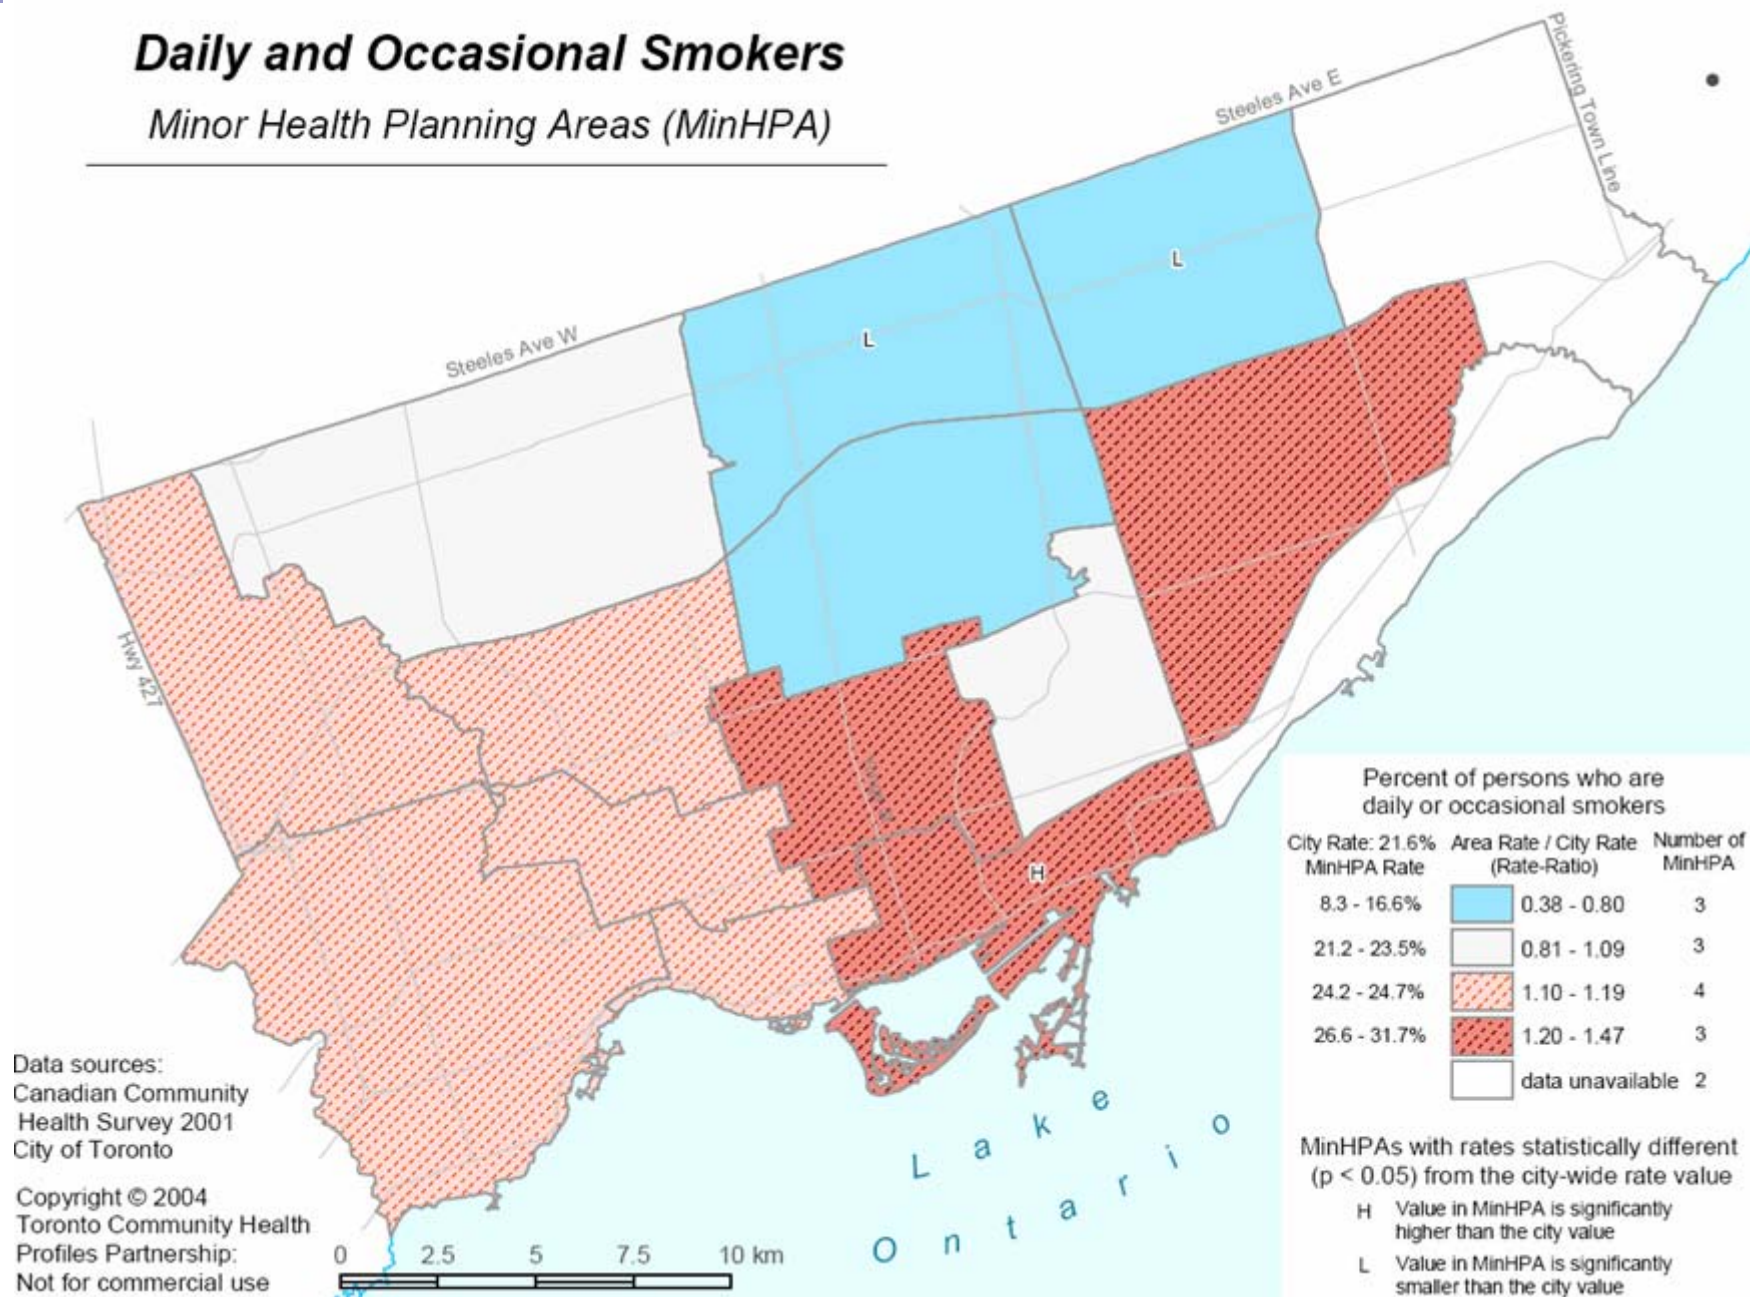 Daily and Occasional Smokers
Minor Health Planning Areas (MinHPA)
Steeles Ave E
Pickering Town Line
L
L
Steeles Ave W
Hwy 427
H
Percent of persons who are
daily or occasional smokers
City Rate: 21.6% Area Rate / City Rate Number of
MinHPA Rate (Rate-Ratio) MinHPA
8.3 - 16.6% 0.38 - 0.80 3
21.2 - 23.5% 0.81 - 1.09 3
24.2 - 24.7% 1.10 - 1.19 4
26.6 - 31.7% 1.20 - 1.47 3
data unavailable 2
MinHPAs with rates statistically different
(p < 0.05) from the city-wide rate value
H Value in MinHPA is significantly
higher than the city value
L Value in MinHPA is significantly
smaller than the city value
Lake
Ontario
Data sources:
Canadian Community
Health Survey 2001
City of Toronto
Copyright © 2004
Toronto Community Health
Profiles Partnership:
Not for commercial use
0 2.5 5 7.5 10 km